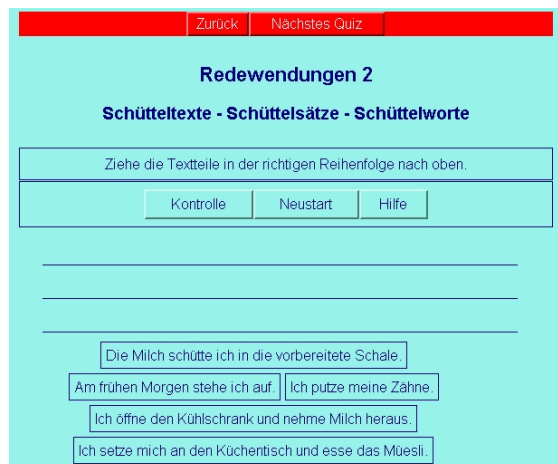 Zurück Nächstes Quiz
Redewendungen 2
Schütteltexte - Schüttelsätze - Schüttelworte
Ziehe die Textteile in der richtigen Reihenfolge nach oben.
Kontrolle Neustart Hilfe
Die Milch schütte ich in die vorbereitete Schale.
Am frühen Morgen stehe ich auf. Ich putze meine Zähne.
Ich öffne den Kühlschrank und nehme Milch heraus.
Ich setze mich an den Küchentisch und esse das Müesli.